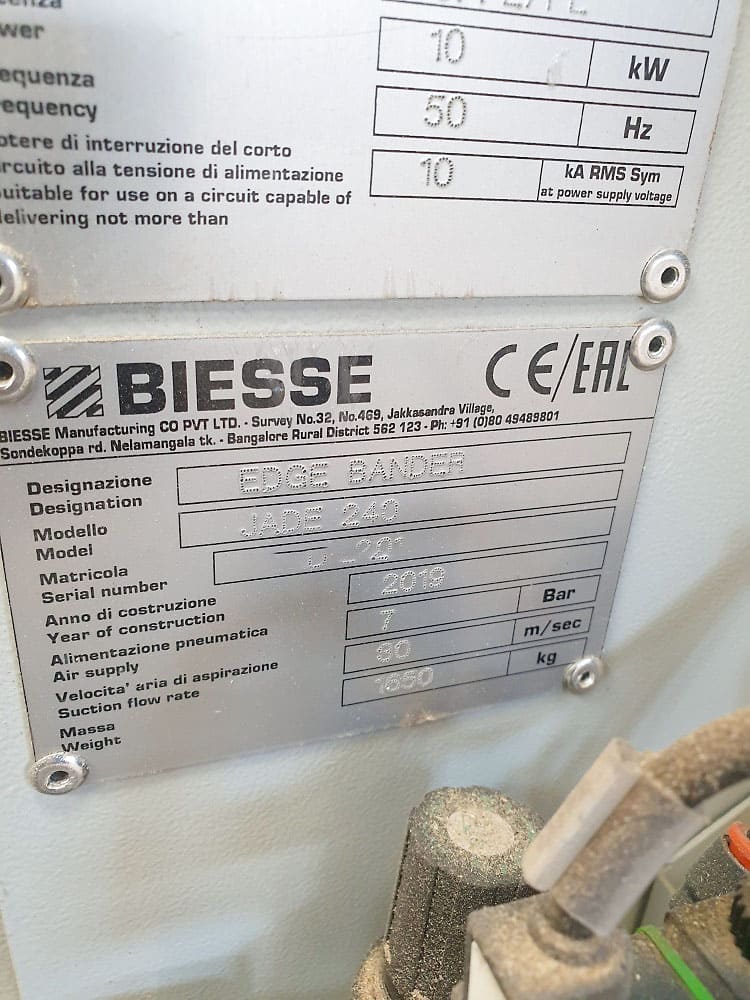 wer
10 kW
equenza
requency
50 Hz
otere di interruzione del corto
rcuito alla tensione di alimentazione
uitable for use on a circuit capable of
elivering not more than
10 kA RMS Sym
at power supply voltage
BIESSE CE/EAC
BIESSE Manufacturing CO PVT LTD. - Survey No.32, No.469, Jakkasandra Village,
Sondekoppa rd. Nelamangala tk. - Bangalore Rural District 562 123 - Ph: +91 (0)80 49489801
Designazione
Designation
EDGE BANDER
Modello
Model
JADE 240
Matricola
Serial number
Anno di costruzione
Year of construction
2019
Alimentazione pneumatica
Air supply
7 Bar
Velocita' aria di aspirazione
Suction flow rate
m/sec
Massa
Weight
1650 kg